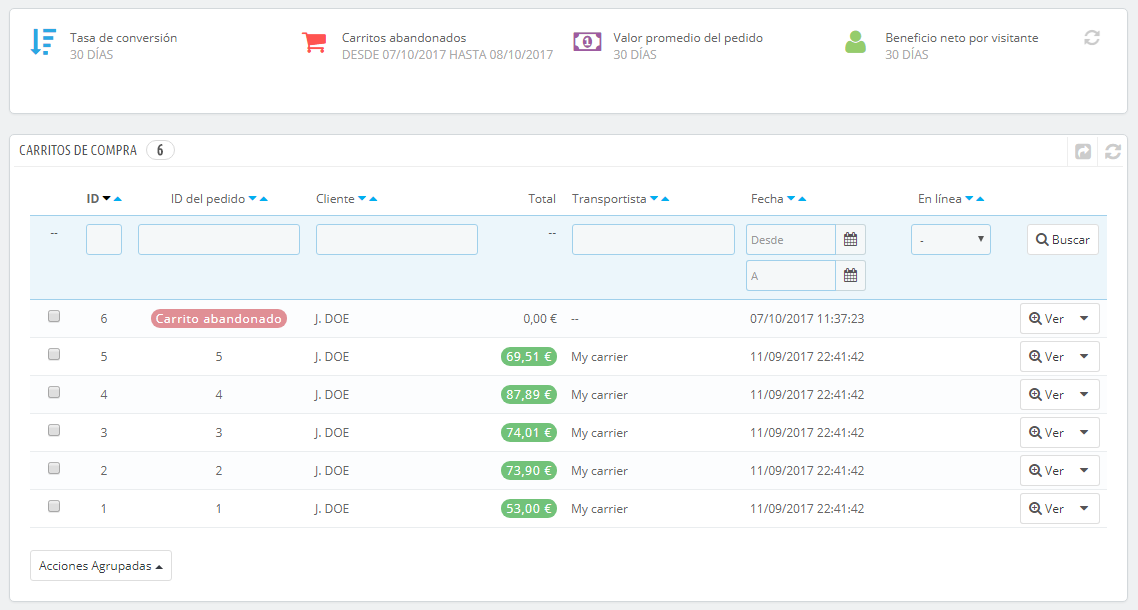 Tasa de conversión
30 DÍAS
Carritos abandonados
DESDE 07/10/2017 HASTA 08/10/2017
Valor promedio del pedido
30 DÍAS
Beneficio neto por visitante
30 DÍAS
CARRITOS DE COMPRA 6
ID ID del pedido Cliente Total Transportista Fecha En línea
-- -- Desde - Buscar
A
6 Carrito abandonado J. DOE 0,00 € -- 07/10/2017 11:37:23 Ver
5 5 J. DOE 69,51 € My carrier 11/09/2017 22:41:42 Ver
4 4 J. DOE 87,89 € My carrier 11/09/2017 22:41:42 Ver
3 3 J. DOE 74,01 € My carrier 11/09/2017 22:41:42 Ver
2 2 J. DOE 73,90 € My carrier 11/09/2017 22:41:42 Ver
1 1 J. DOE 53,00 € My carrier 11/09/2017 22:41:42 Ver
Acciones Agrupadas